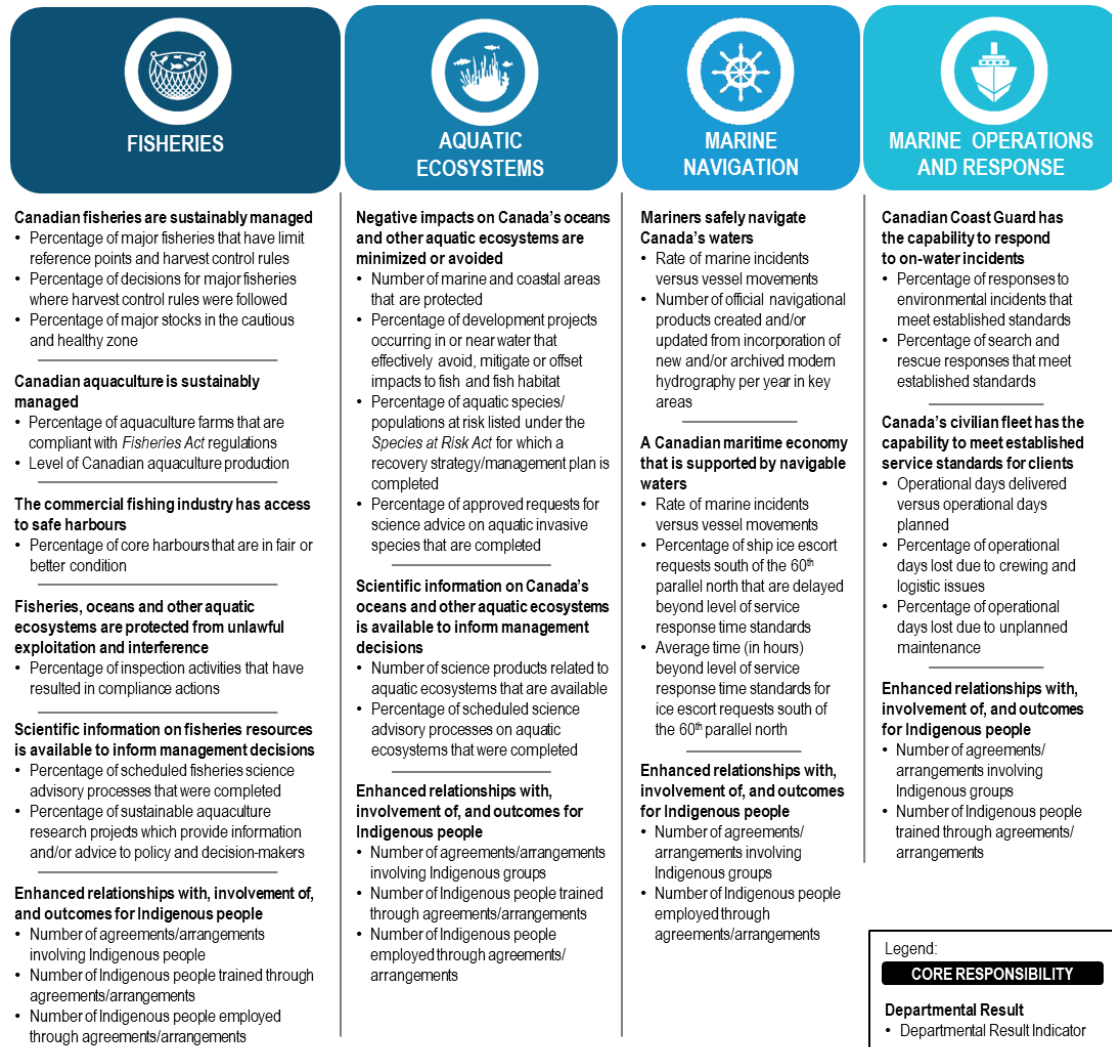 FISHERIES
Canadian fisheries are sustainably managed
• Percentage of major fisheries that have limit
reference points and harvest control rules
• Percentage of decisions for major fisheries
where harvest control rules were followed
• Percentage of major stocks in the cautious
and healthy zone
Canadian aquaculture is sustainably
managed
• Percentage of aquaculture farms that are
compliant with Fisheries Act regulations
• Level of Canadian aquaculture production
The commercial fishing industry has access
to safe harbours
• Percentage of core harbours that are in fair or
better condition
Fisheries, oceans and other aquatic
ecosystems are protected from unlawful
exploitation and interference
• Percentage of inspection activities that have
resulted in compliance actions
Scientific information on fisheries resources
is available to inform management decisions
• Percentage of scheduled fisheries science
advisory processes that were completed
• Percentage of sustainable aquaculture
research projects which provide information
and/or advice to policy and decision-makers
Enhanced relationships with, involvement of,
and outcomes for Indigenous people
• Number of agreements/arrangements
involving Indigenous people
• Number of Indigenous people trained through
agreements/arrangements
• Number of Indigenous people employed
through agreements/arrangements
AQUATIC
ECOSYSTEMS
Negative impacts on Canada's oceans
and other aquatic ecosystems are
minimized or avoided
• Number of marine and coastal areas
that are protected
• Percentage of development projects
occurring in or near water that
effectively avoid, mitigate or offset
impacts to fish and fish habitat
• Percentage of aquatic species/
populations at risk listed under the
Species at Risk Act for which a
recovery strategy/management plan is
completed
• Percentage of approved requests for
science advice on aquatic invasive
species that are completed
Scientific information on Canada's
oceans and other aquatic ecosystems
is available to inform management
decisions
• Number of science products related to
aquatic ecosystems that are available
• Percentage of scheduled science
advisory processes on aquatic
ecosystems that were completed
Enhanced relationships with,
involvement of, and outcomes for
Indigenous people
• Number of agreements/arrangements
involving Indigenous groups
• Number of Indigenous people trained
through agreements/arrangements
• Number of Indigenous people
employed through agreements/
arrangements
MARINE
NAVIGATION
Mariners safely navigate
Canada's waters
• Rate of marine incidents
versus vessel movements
• Number of official navigational
products created and/or
updated from incorporation of
new and/or archived modern
hydrography per year in key
areas
A Canadian maritime economy
that is supported by navigable
waters
• Rate of marine incidents
versus vessel movements
• Percentage of ship ice escort
requests south of the 60th
parallel north that are delayed
beyond level of service
response time standards
• Average time (in hours)
beyond level of service
response time standards for
ice escort requests south of
the 60th parallel north
Enhanced relationships with,
involvement of, and outcomes
for Indigenous people
• Number of agreements/
arrangements involving
Indigenous groups
• Number of Indigenous people
employed through
agreements/arrangements
MARINE OPERATIONS
AND RESPONSE
Canadian Coast Guard has
the capability to respond
to on-water incidents
• Percentage of responses to
environmental incidents that
meet established standards
• Percentage of search and
rescue responses that meet
established standards
Canada's civilian fleet has the
capability to meet established
service standards for clients
• Operational days delivered
versus operational days
planned
• Percentage of operational
days lost due to crewing and
logistic issues
• Percentage of operational
days lost due to unplanned
maintenance
Enhanced relationships with,
involvement of, and outcomes
for Indigenous people
• Number of agreements/
arrangements involving
Indigenous groups
• Number of Indigenous people
trained through agreements/
arrangements
Legend:
CORE RESPONSIBILITY
Departmental Result
• Departmental Result Indicator